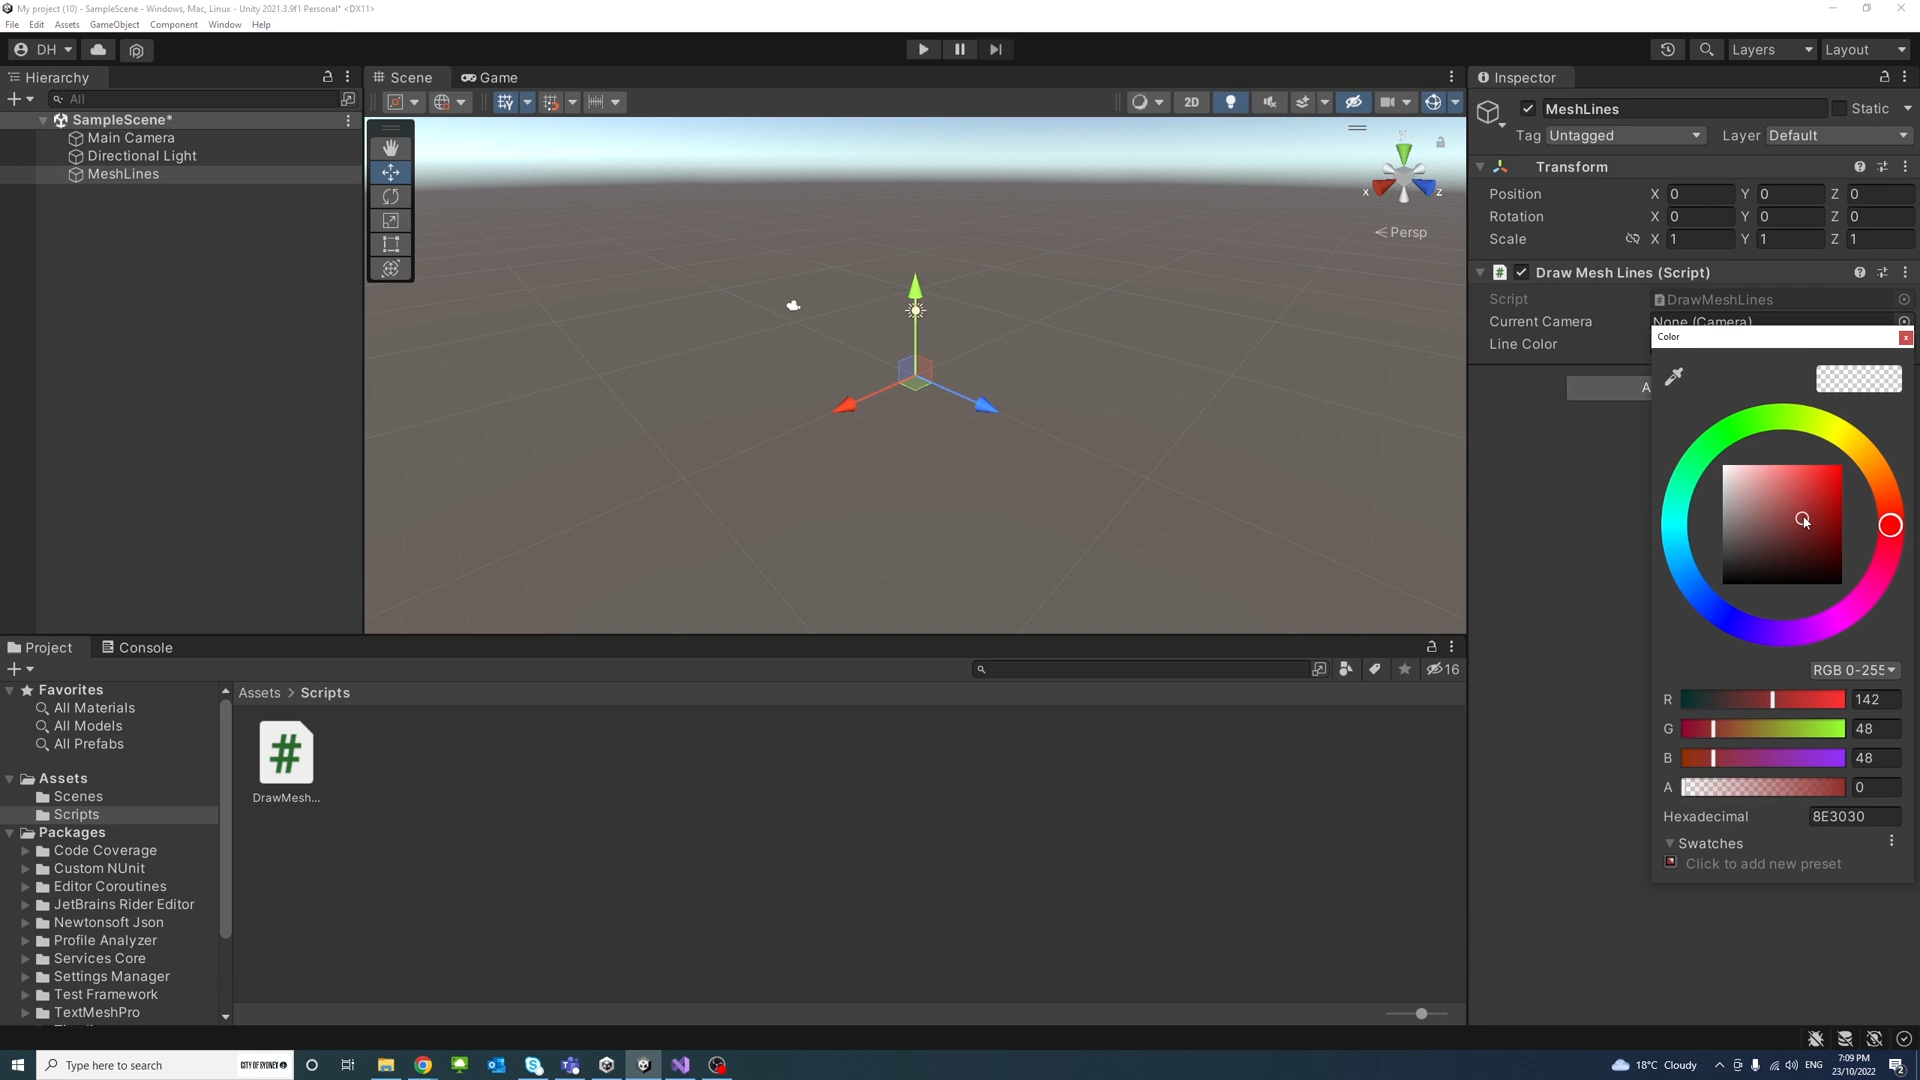 My project (10) - SampleScene - Windows, Mac, Linux - Unity 2021.3.9f1 Personal* <DX11>
File Edit Assets GameObject Component Window Help
DH Layers Layout
Hierarchy
All
SampleScene*
Main Camera
Directional Light
MeshLines
Scene Game
2D
y
x z
Persp
Inspector
MeshLines Static
Tag Untagged Layer Default
Transform
Position X 0 Y 0 Z 0
Rotation X 0 Y 0 Z 0
Scale X 1 Y 1 Z 1
# Draw Mesh Lines (Script)
Script DrawMeshLines
Current Camera None (Camera)
Line Color
A
Color x
RGB 0-255
R 142
G 48
B 48
A 0
Hexadecimal 8E3030
Swatches
Click to add new preset
Project Console
16
Favorites
All Materials
All Models
All Prefabs
Assets
Scenes
Scripts
Packages
Code Coverage
Custom NUnit
Editor Coroutines
JetBrains Rider Editor
Newtonsoft Json
Profile Analyzer
Services Core
Settings Manager
Test Framework
TextMeshPro
Assets > Scripts
#
DrawMesh...
Type here to search CITY OF SYDNEY
18°C Cloudy ENG 7:09 PM
23/10/2022
2